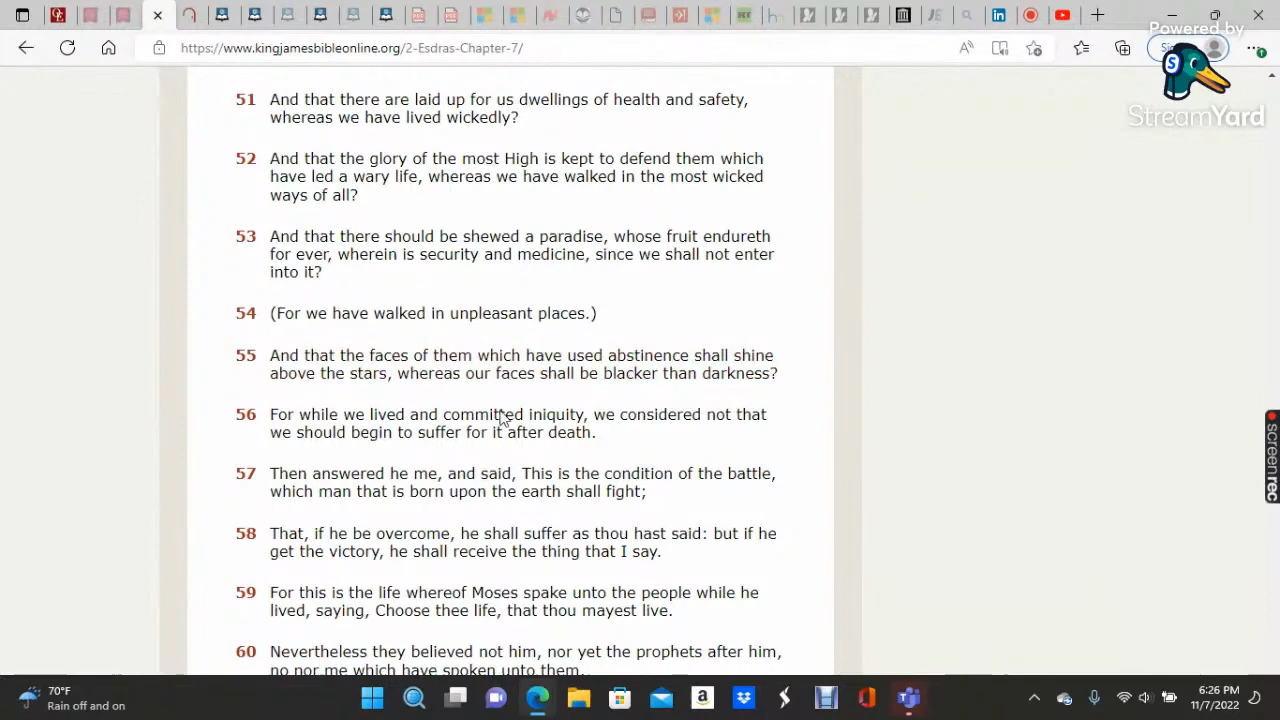 https://www.kingjamesbibleonline.org/2-Esdras-Chapter-7/
Powered by
StreamYard
51 And that there are laid up for us dwellings of health and safety,
whereas we have lived wickedly?
52 And that the glory of the most High is kept to defend them which
have led a wary life, whereas we have walked in the most wicked
ways of all?
53 And that there should be shewed a paradise, whose fruit endureth
for ever, wherein is security and medicine, since we shall not enter
into it?
54 (For we have walked in unpleasant places.)
55 And that the faces of them which have used abstinence shall shine
above the stars, whereas our faces shall be blacker than darkness?
56 For while we lived and committed iniquity, we considered not that
we should begin to suffer for it after death.
57 Then answered he me, and said, This is the condition of the battle,
which man that is born upon the earth shall fight;
58 That, if he be overcome, he shall suffer as thou hast said: but if he
get the victory, he shall receive the thing that I say.
59 For this is the life whereof Moses spake unto the people while he
lived, saying, Choose thee life, that thou mayest live.
60 Nevertheless they believed not him, nor yet the prophets after him,
no nor me which have spoken unto them,
screenrec
70°F
Rain off and on
6:26 PM
11/7/2022